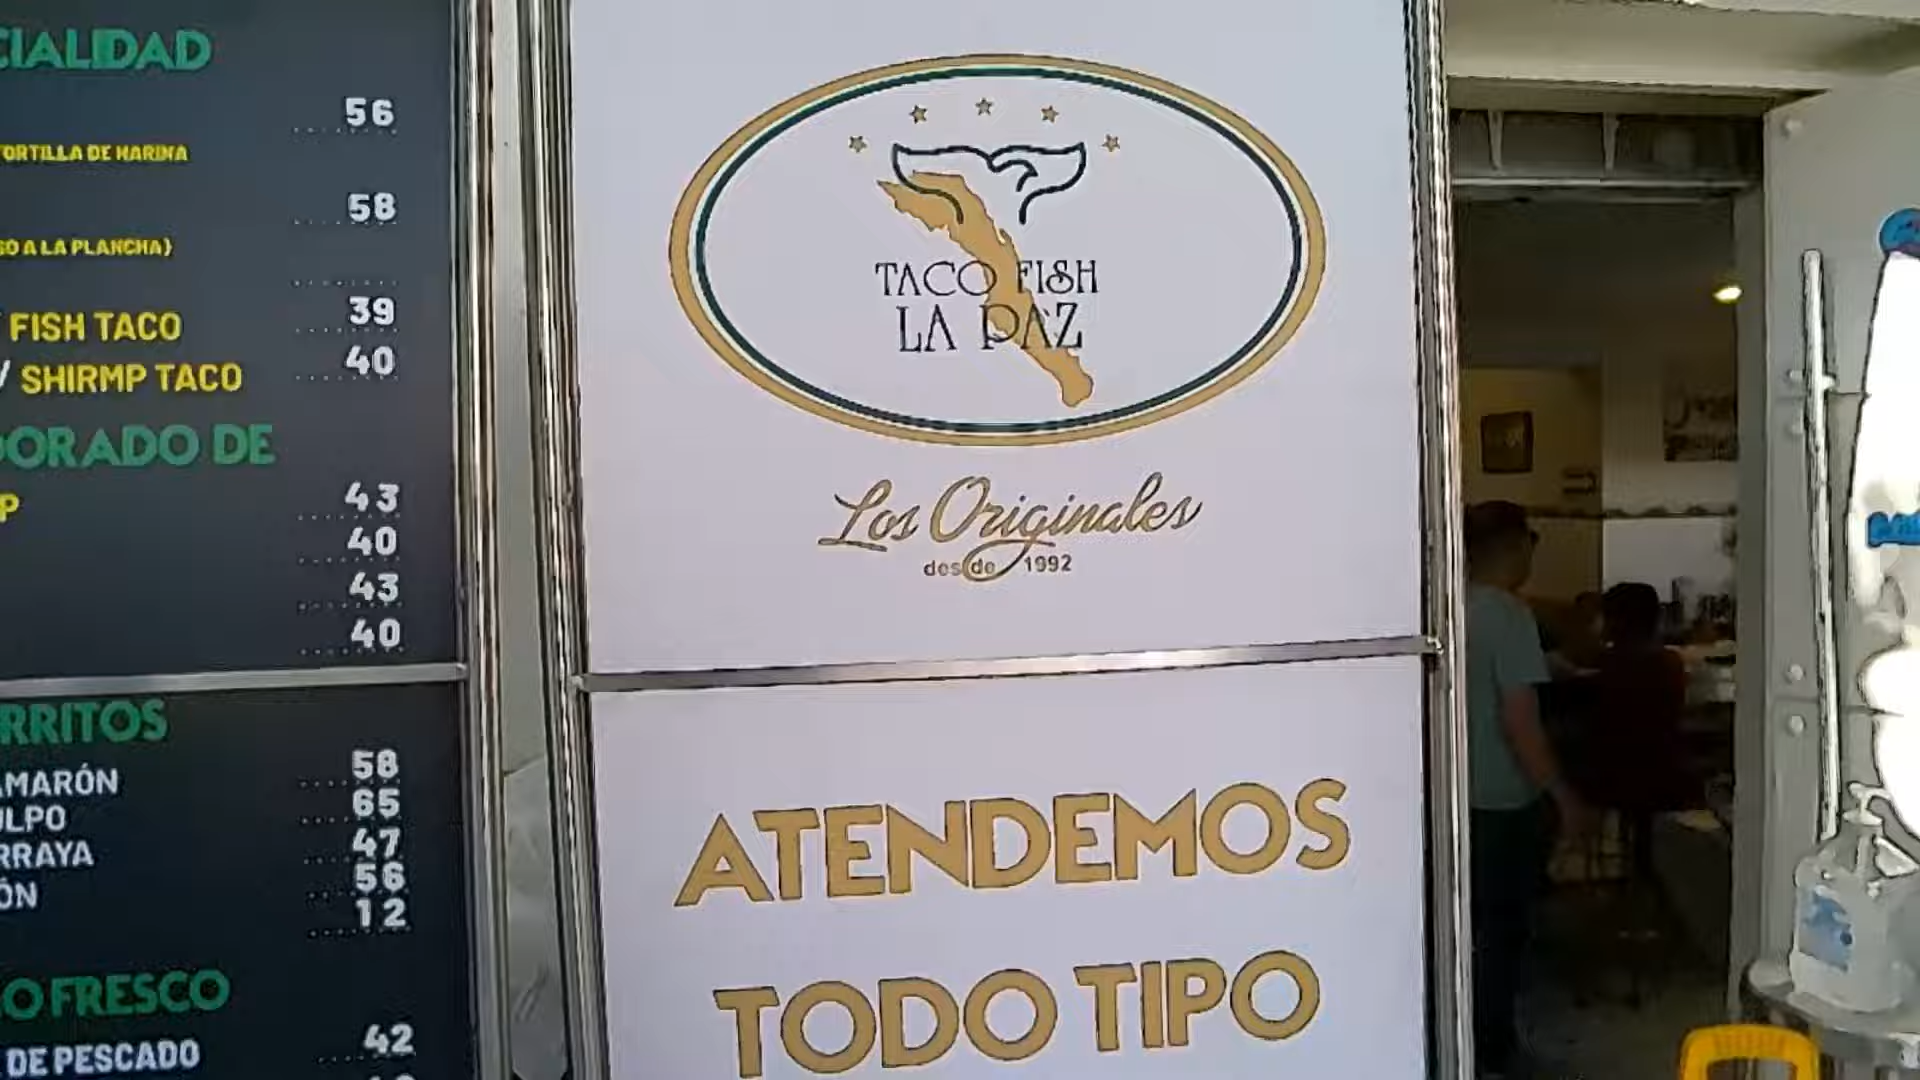 CIALIDAD
56
TORTILLA DE HARINA
58
SO A LA PLANCHA)
/ FISH TACO 39
/ SHIRMP TACO 40
DORADO DE
P 43
40
43
40
RRITOS
AMARÓN 58
ULPO 65
RRAYA 47
ÓN 56
12
O FRESCO
DE PESCADO 42
TACO FISH
LA PAZ
Los Originales
desde 1992
ATENDEMOS
TODO TIPO